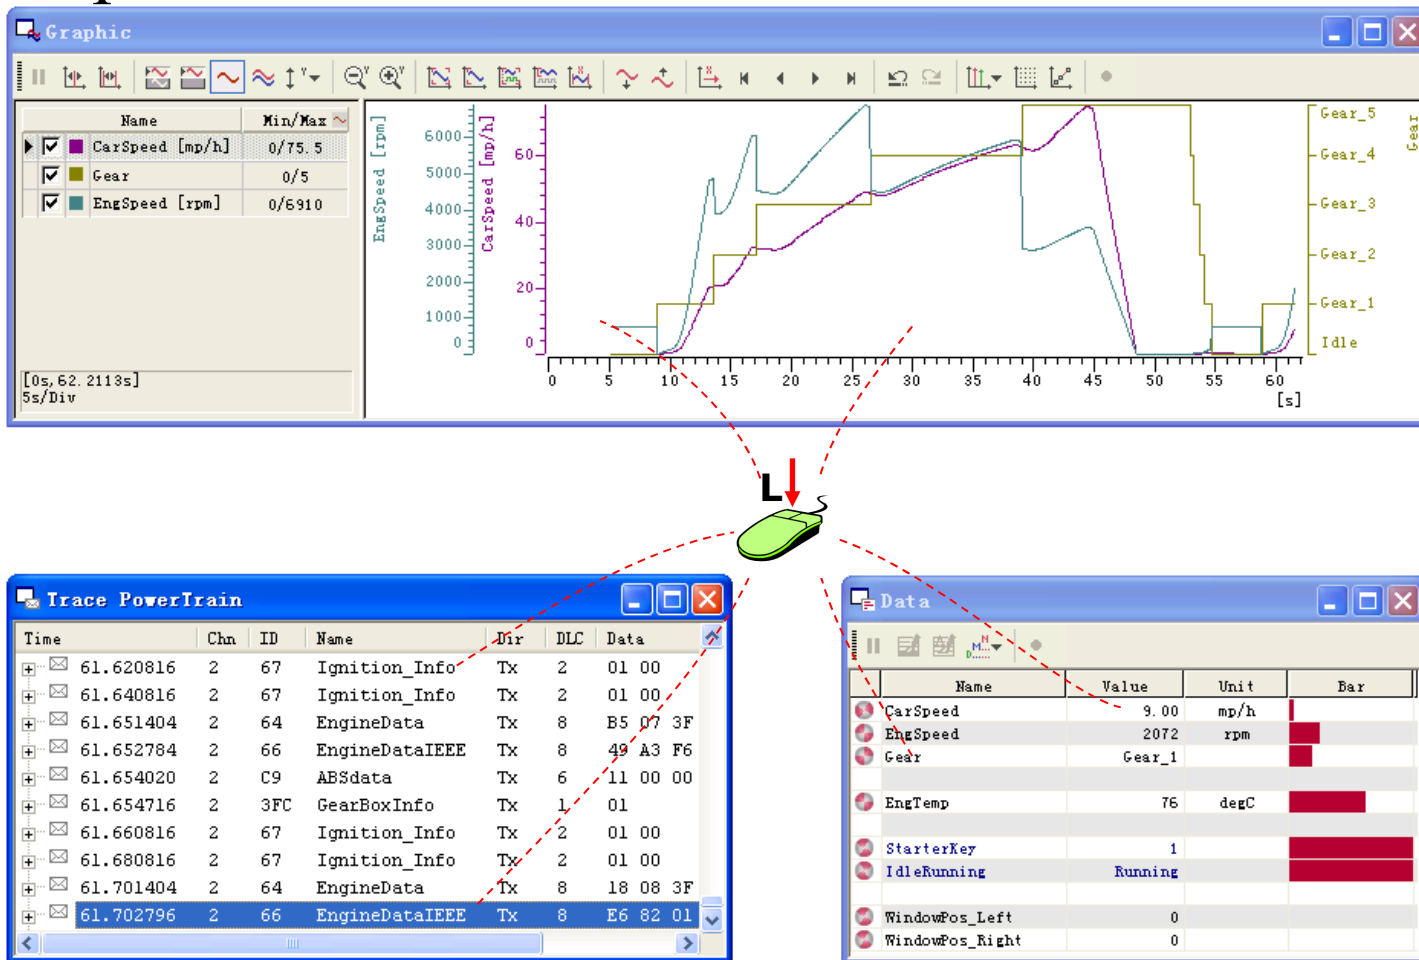 Graphic
Name Min/Max
CarSpeed [mp/h] 0/75.5
Gear 0/5
EngSpeed [rpm] 0/6910
[0s,62.2113s]
5s/Div
EngSpeed [rpm]
6000
5000
4000
3000
2000
1000
0
CarSpeed [mp/h]
60
40
20
0
Gear_5
Gear_4
Gear_3
Gear_2
Gear_1
Idle
Gear
0 5 10 15 20 25 30 35 40 45 50 55 60
[s]
L
Trace PowerTrain
Time Chn ID Name Dir DLC Data
61.620816 2 67 Ignition_Info Tx 2 01 00
61.640816 2 67 Ignition_Info Tx 2 01 00
61.651404 2 64 EngineData Tx 8 B5 07 3F
61.652784 2 66 EngineDataIEEE Tx 8 49 A3 F6
61.654020 2 C9 ABSdata Tx 6 11 00 00
61.654716 2 3FC GearBoxInfo Tx 1 01
61.660816 2 67 Ignition_Info Tx 2 01 00
61.680816 2 67 Ignition_Info Tx 2 01 00
61.701404 2 64 EngineData Tx 8 18 08 3F
61.702796 2 66 EngineDataIEEE Tx 8 E6 82 01
Data
Name Value Unit Bar
CarSpeed 9.00 mp/h
EngSpeed 2072 rpm
Gear Gear_1
EngTemp 76 degC
StarterKey 1
IdleRunning Running
WindowPos_Left 0
WindowPos_Right 0